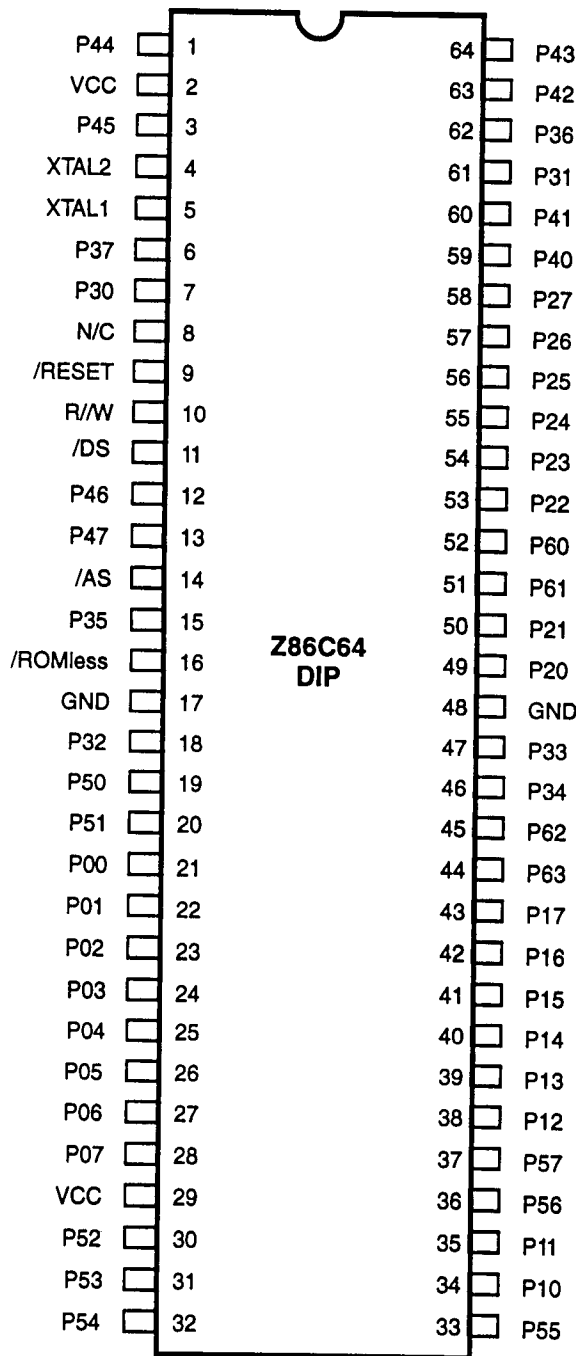 P44 1 64 P43
VCC 2 63 P42
P45 3 62 P36
XTAL2 4 61 P31
XTAL1 5 60 P41
P37 6 59 P40
P30 7 58 P27
N/C 8 57 P26
/RESET 9 56 P25
R//W 10 55 P24
/DS 11 54 P23
P46 12 53 P22
P47 13 52 P60
/AS 14 51 P61
P35 15 50 P21
/ROMless 16 49 P20
Z86C64
DIP
GND 17 48 GND
P32 18 47 P33
P50 19 46 P34
P51 20 45 P62
P00 21 44 P63
P01 22 43 P17
P02 23 42 P16
P03 24 41 P15
P04 25 40 P14
P05 26 39 P13
P06 27 38 P12
P07 28 37 P57
VCC 29 36 P56
P52 30 35 P11
P53 31 34 P10
P54 32 33 P55